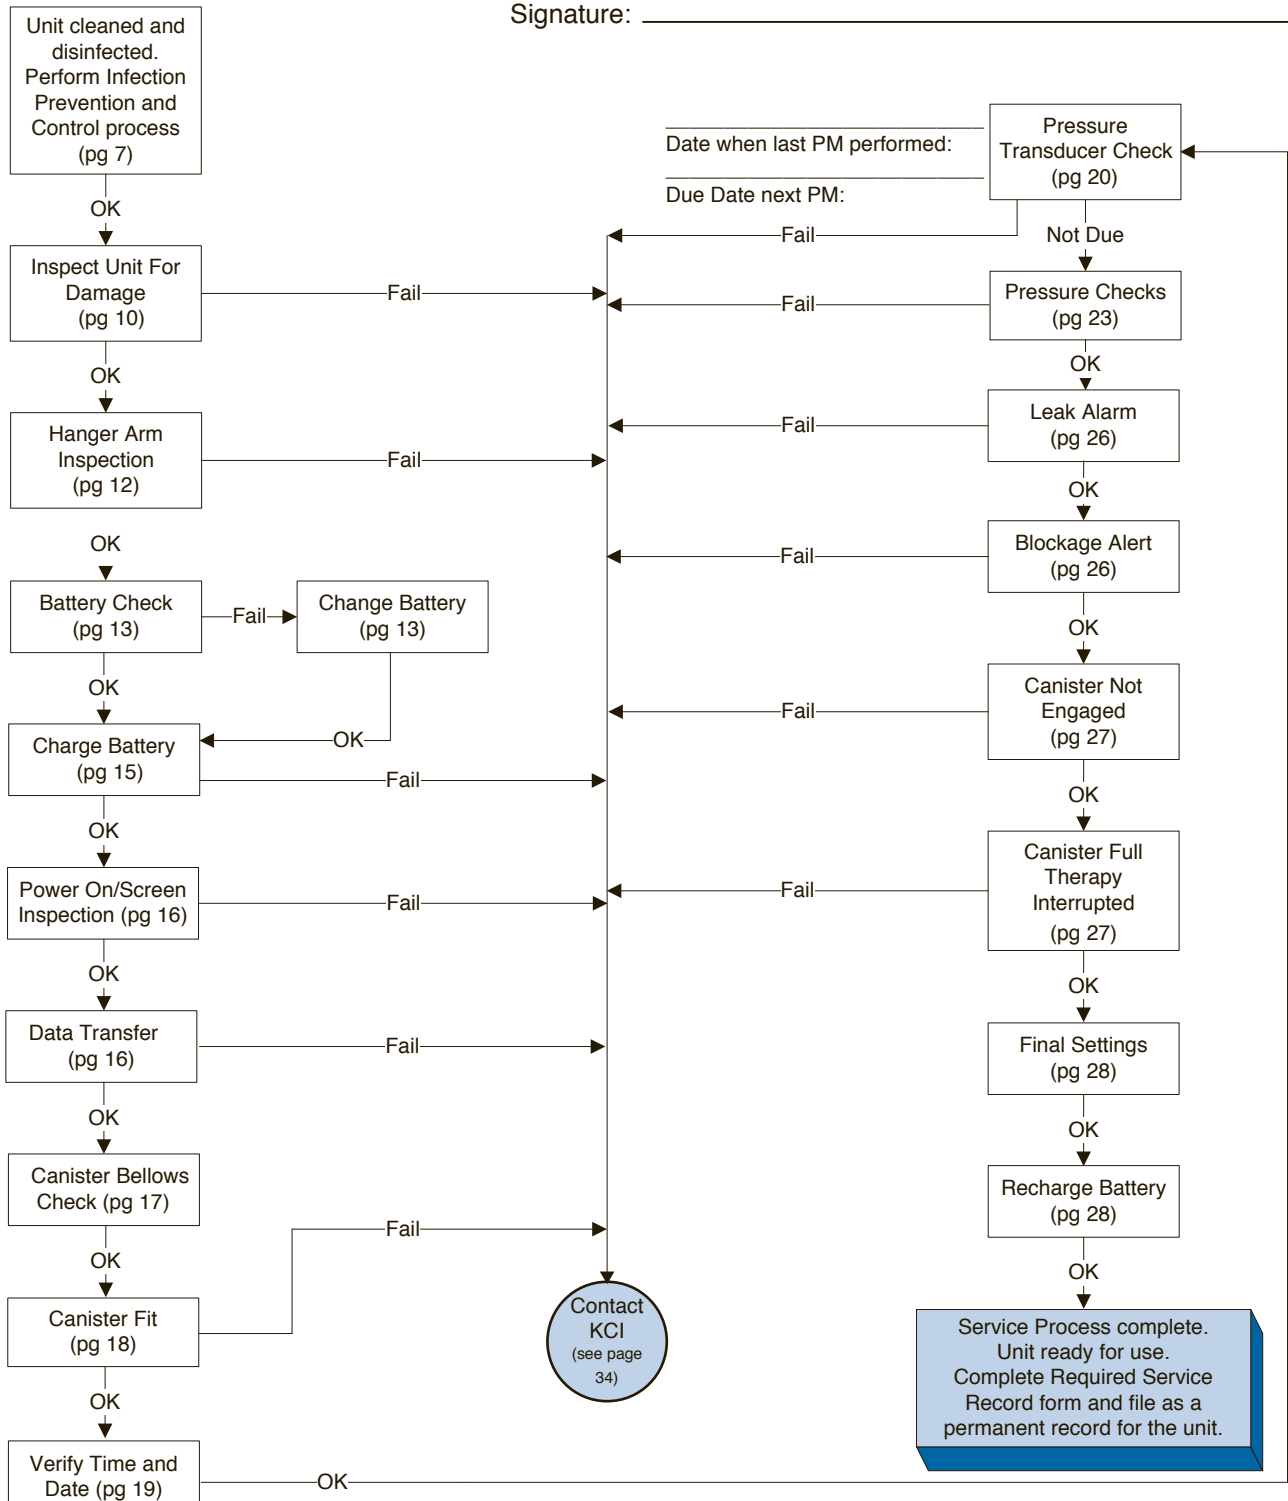 Signature:
Unit cleaned and
disinfected.
Perform Infection
Prevention and
Control process
(pg 7)
OK
Inspect Unit For
Damage
(pg 10)
Fail
OK
Hanger Arm
Inspection
(pg 12)
Fail
OK
Battery Check
(pg 13)
Fail
Change Battery
(pg 13)
OK
OK
Charge Battery
(pg 15)
Fail
OK
Power On/Screen
Inspection (pg 16)
Fail
OK
Data Transfer
(pg 16)
Fail
OK
Canister Bellows
Check (pg 17)
OK
Canister Fit
(pg 18)
Fail
OK
Verify Time and
Date (pg 19)
OK
Date when last PM performed:
Due Date next PM:
Pressure
Transducer Check
(pg 20)
Fail
Not Due
Pressure Checks
(pg 23)
Fail
OK
Leak Alarm
(pg 26)
Fail
OK
Blockage Alert
(pg 26)
Fail
OK
Canister Not
Engaged
(pg 27)
Fail
OK
Canister Full
Therapy
Interrupted
(pg 27)
Fail
OK
Final Settings
(pg 28)
OK
Recharge Battery
(pg 28)
OK
Contact
KCI
(see page
34)
Service Process complete.
Unit ready for use.
Complete Required Service
Record form and file as a
permanent record for the unit.